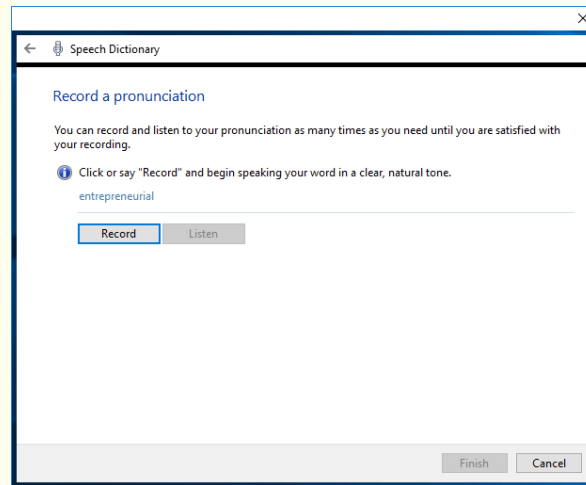 Speech Dictionary
Record a pronunciation
You can record and listen to your pronunciation as many times as you need until you are satisfied with
your recording.
Click or say "Record" and begin speaking your word in a clear, natural tone.
entrepreneurial
Record Listen
Finish Cancel